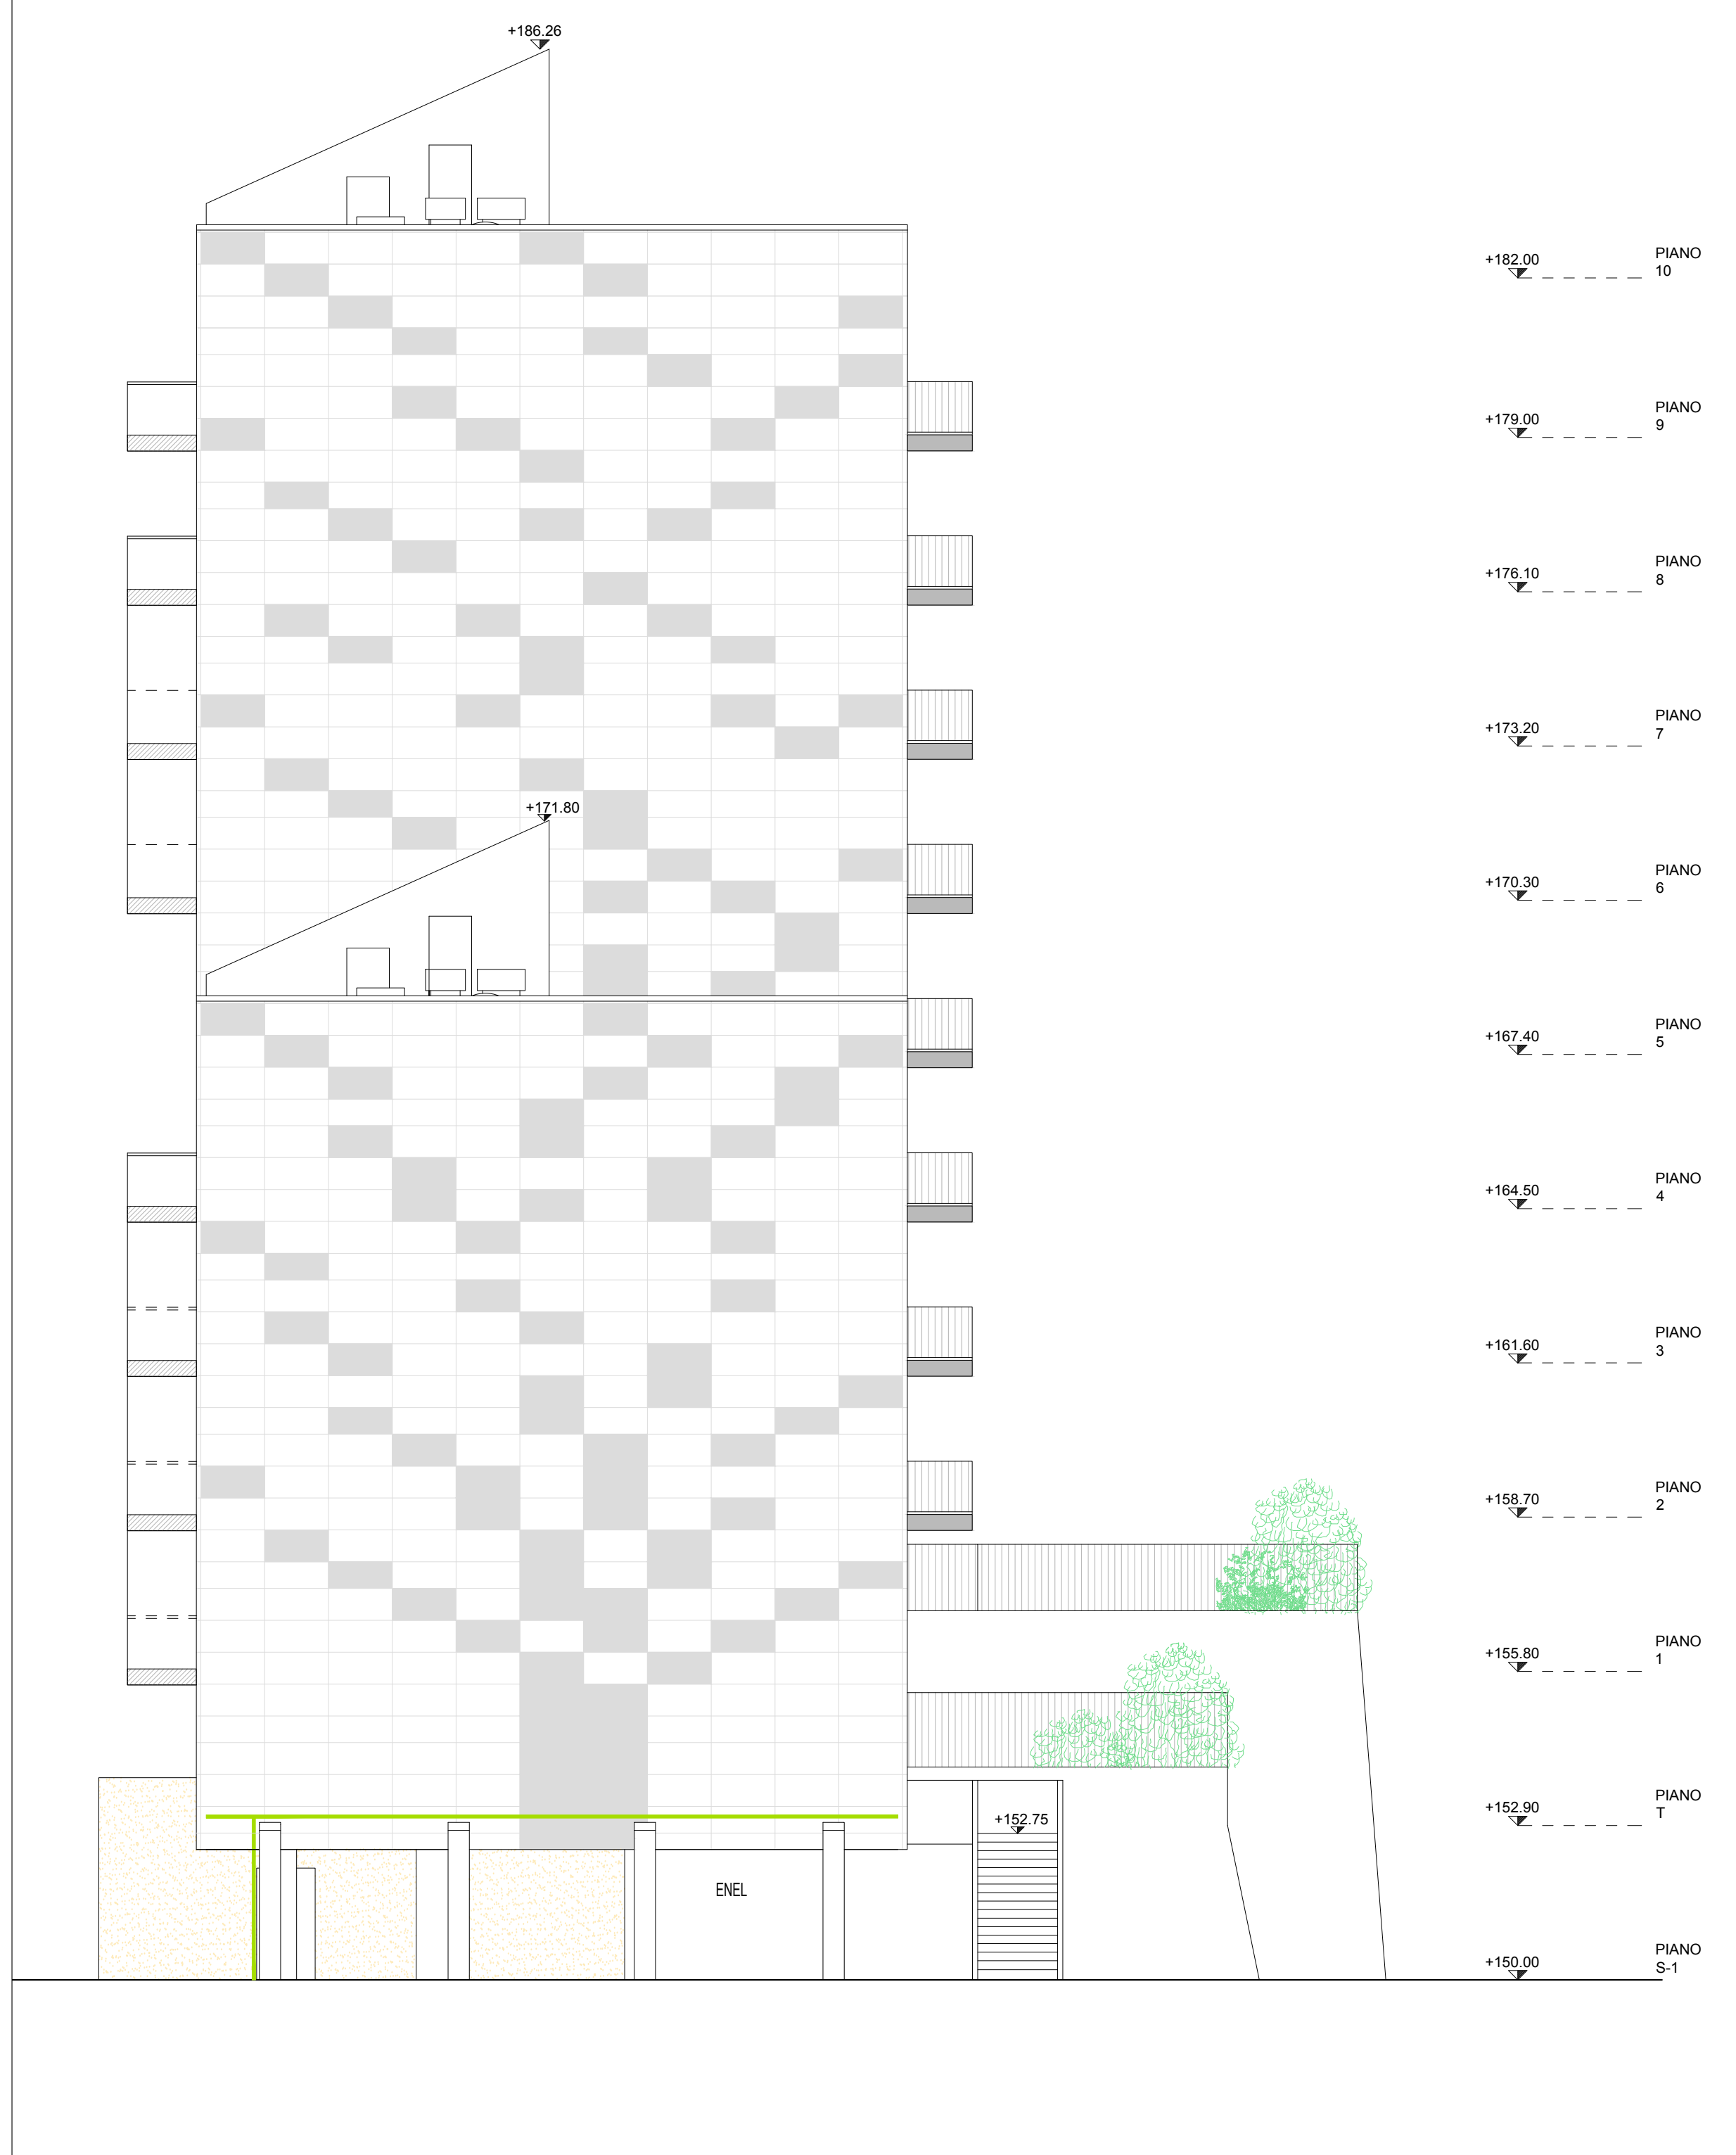 +186.26
PIANO
10
+182.00
PIANO
9
+179.00
PIANO
8
+176.10
PIANO
7
+173.20
+171.80
PIANO
6
+170.30
PIANO
5
+167.40
PIANO
4
+164.50
PIANO
3
+161.60
PIANO
2
+158.70
PIANO
1
+155.80
PIANO
T
+152.90
+152.75
ENEL
PIANO
S-1
+150.00